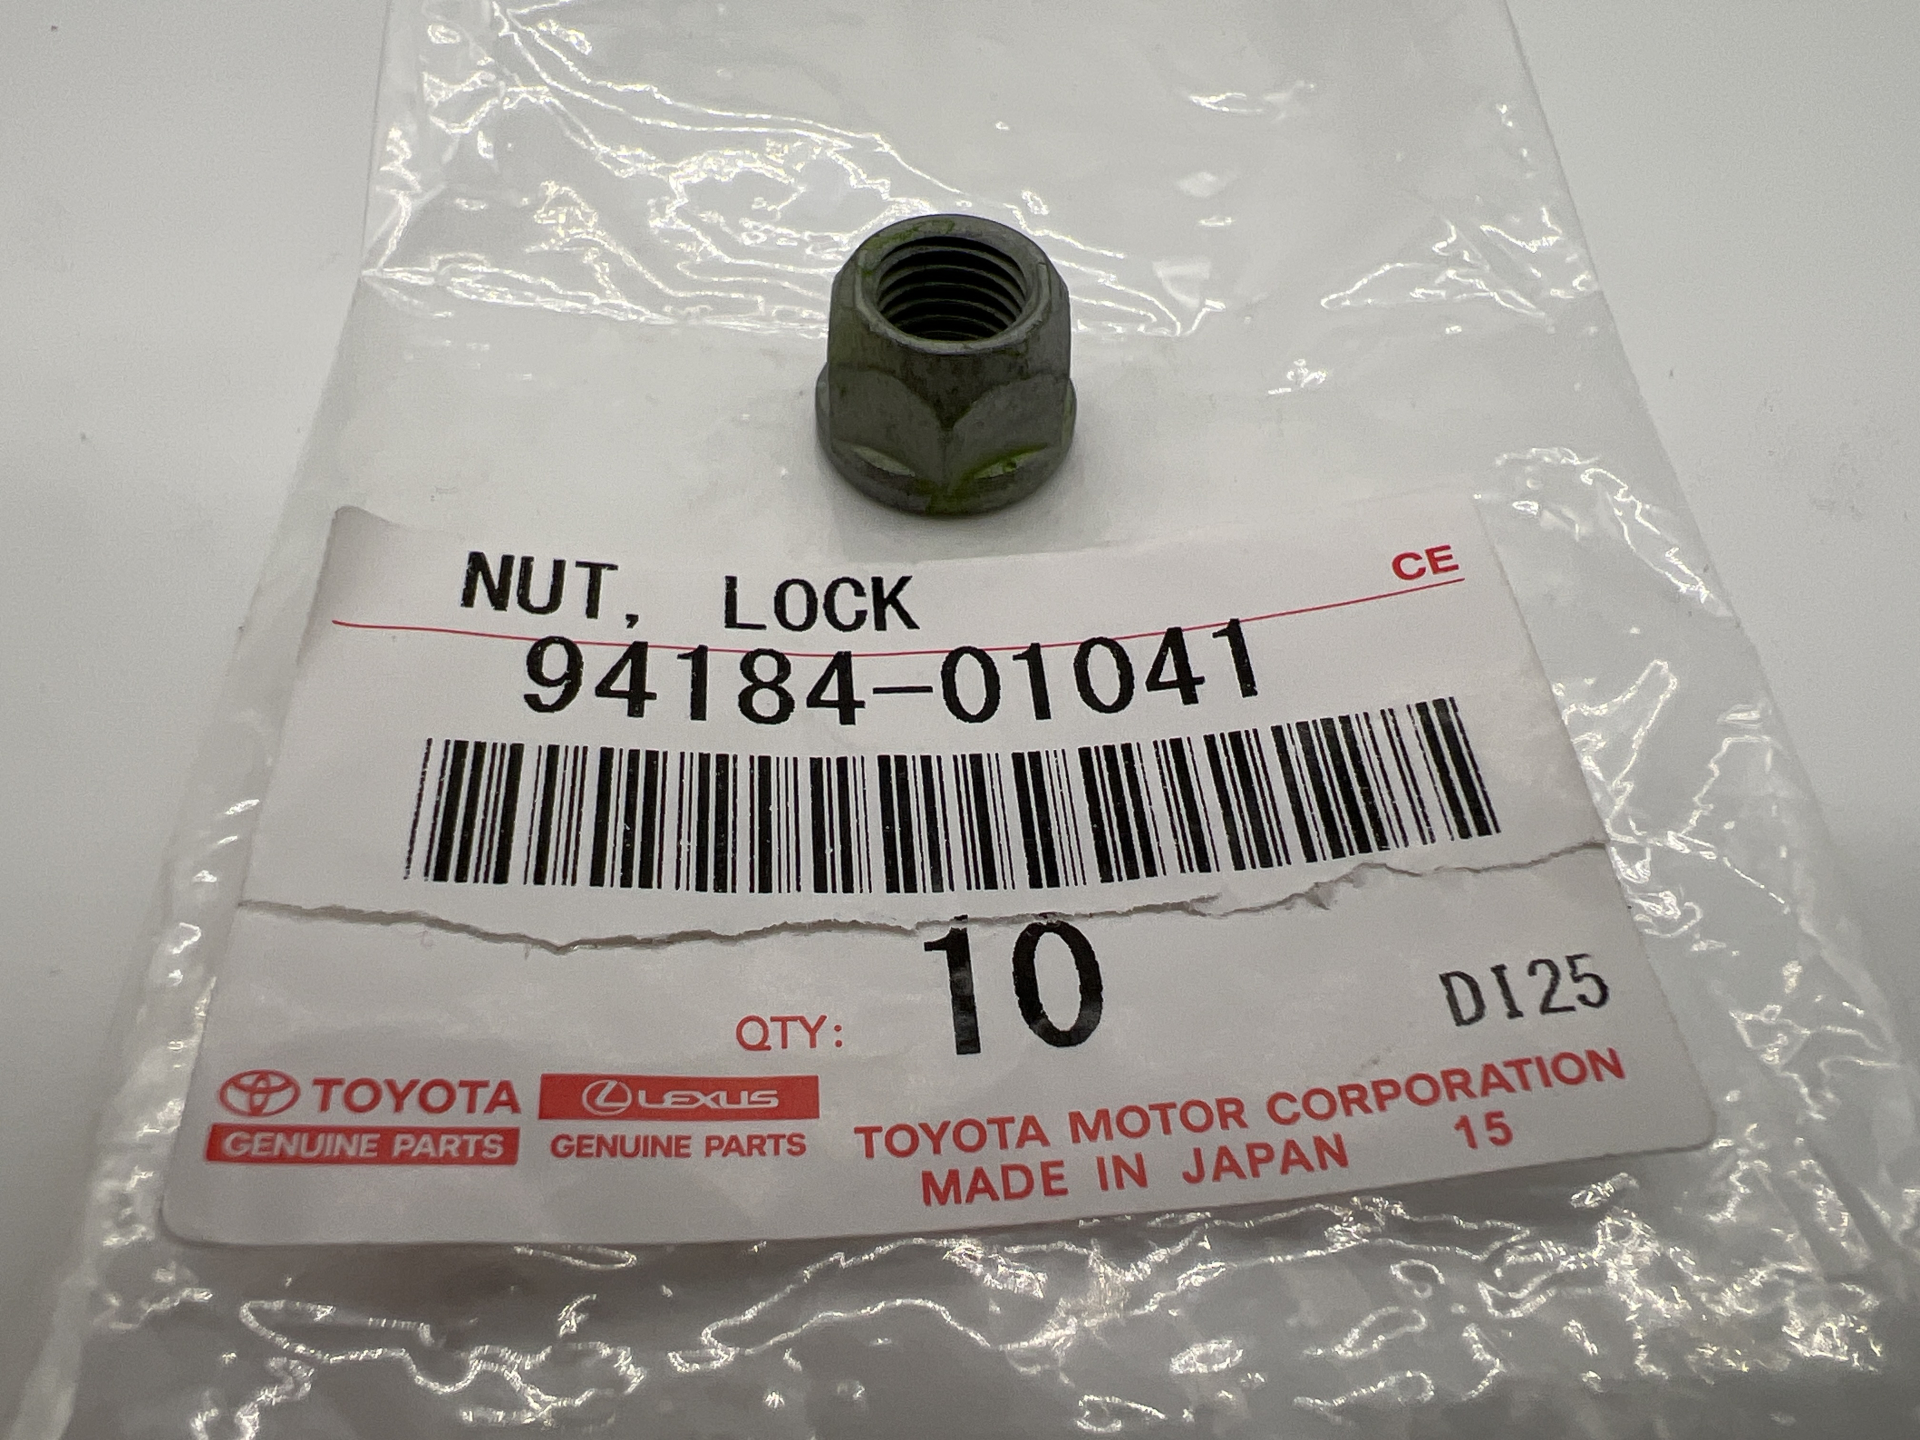 NUT, LOCK
CE
94184-01041
QTY: 10
DI25
TOYOTA
GENUINE PARTS
LEXUS
GENUINE PARTS
TOYOTA MOTOR CORPORATION
MADE IN JAPAN 15